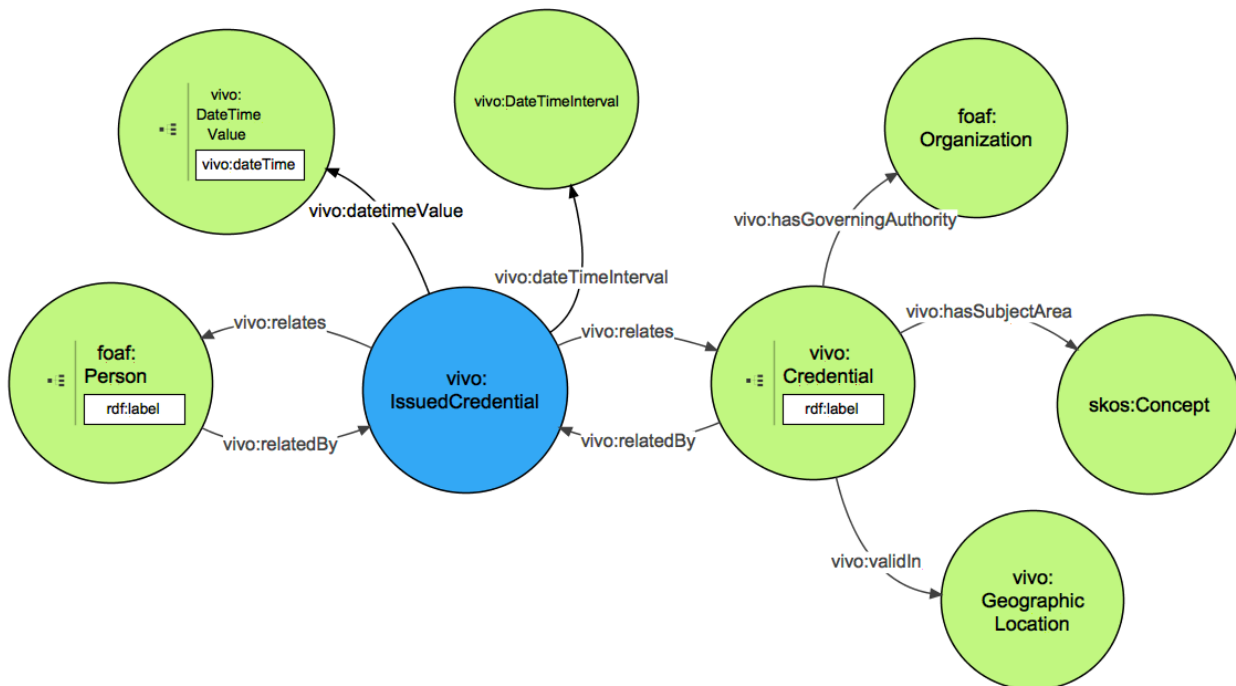 vivo:
DateTime
Value
vivo:dateTime
vivo:DateTimeInterval
foaf:
Organization
vivo:datetimeValue
vivo:hasGoverningAuthority
vivo:dateTimeInterval
vivo:relates
vivo:relates
vivo:hasSubjectArea
foaf:
Person
rdf:label
vivo:
IssuedCredential
vivo:
Credential
rdf:label
skos:Concept
vivo:relatedBy
vivo:relatedBy
vivo:validIn
vivo:
Geographic
Location